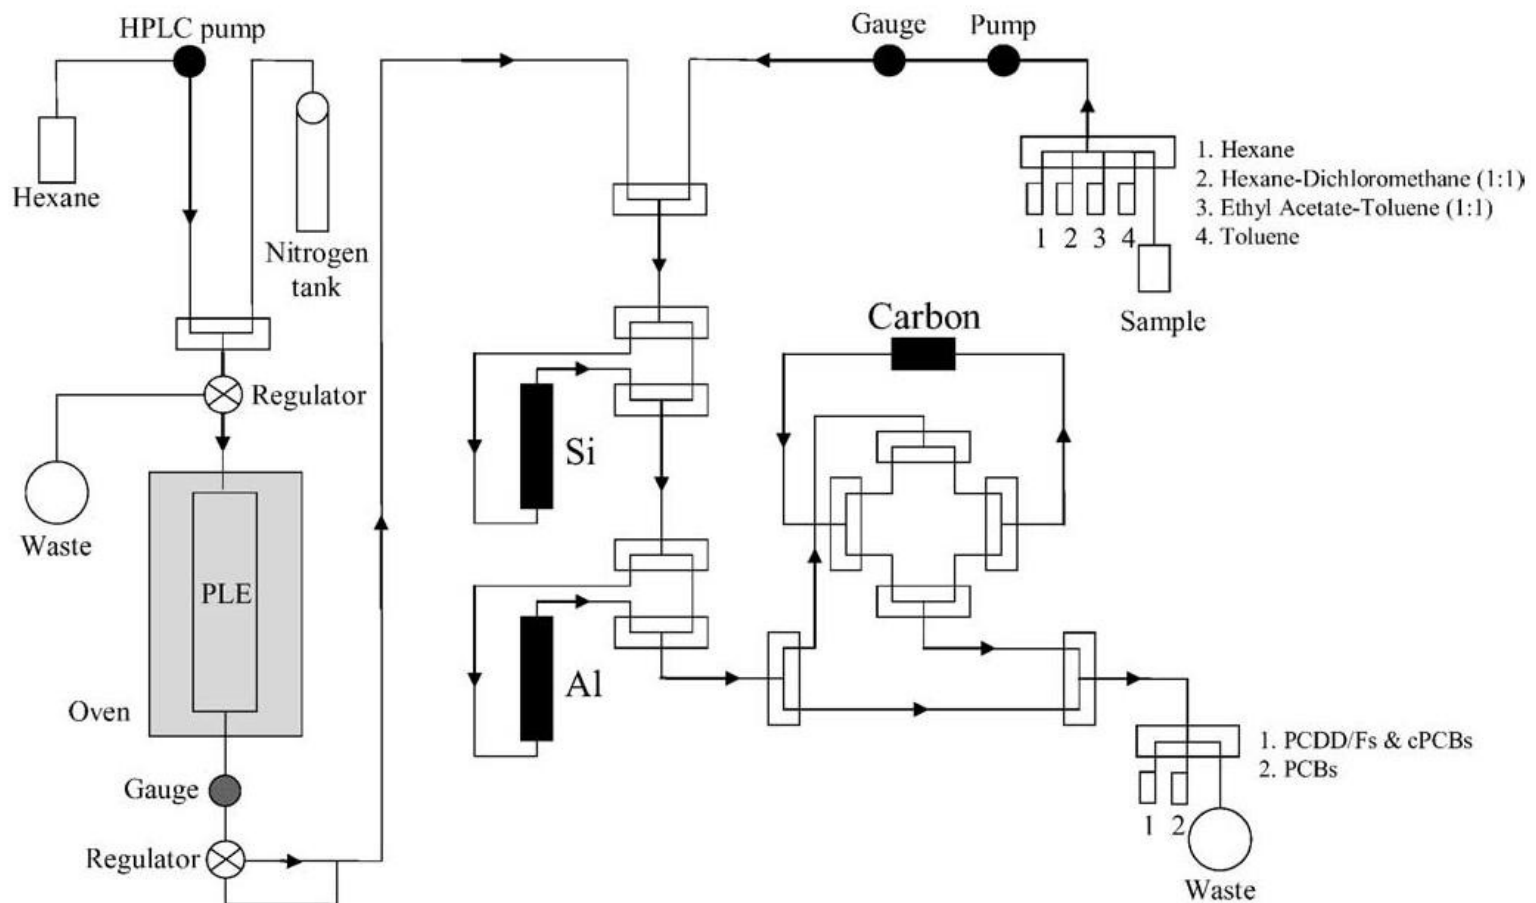 HPLC pump
Gauge
Pump
Hexane
Nitrogen
tank
1. Hexane
2. Hexane-Dichloromethane (1:1)
3. Ethyl Acetate-Toluene (1:1)
4. Toluene
1 2 3 4
Sample
Regulator
Carbon
Waste
Si
PLE
Oven
Al
Gauge
Regulator
1. PCDD/Fs & cPCBs
2. PCBs
1 2
Waste